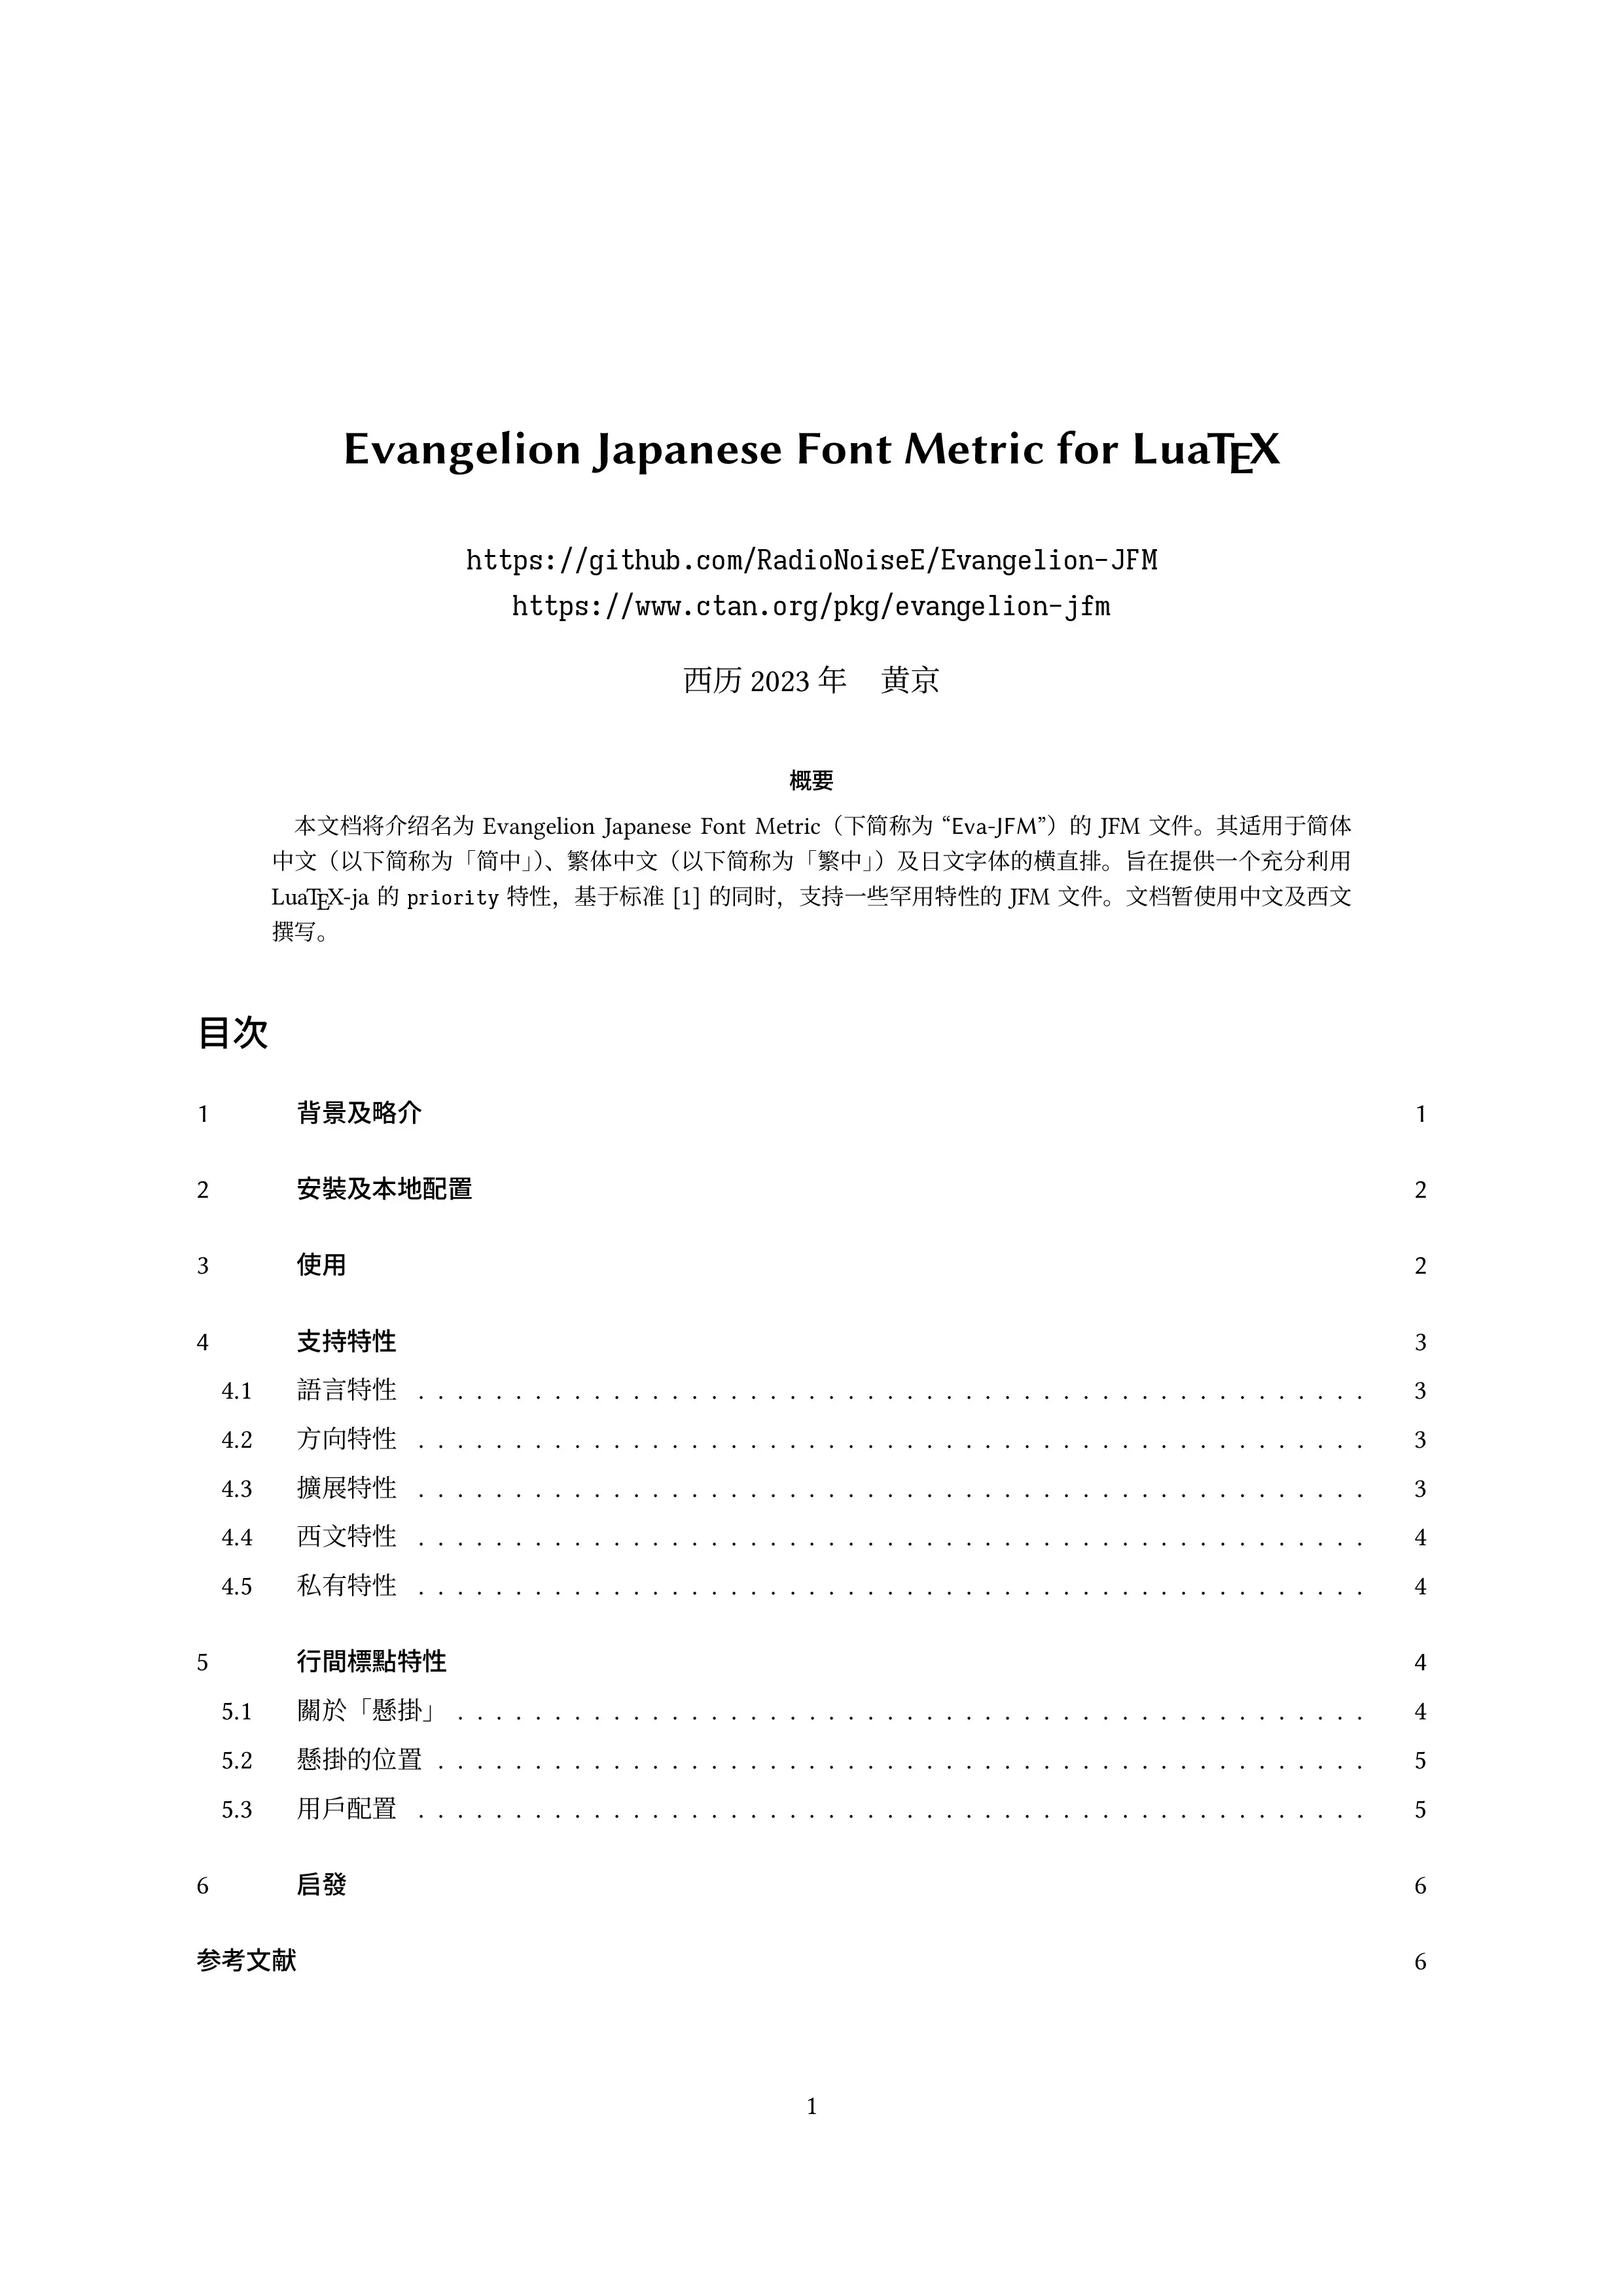 Evangelion Japanese Font Metric for LuaTEX
https://github.com/RadioNoiseE/Evangelion-JFM
https://www.ctan.org/pkg/evangelion-jfm
西历 2023 年　黄京
概要
本文档将介绍名为 Evangelion Japanese Font Metric（下简称为 “Eva-JFM”）的 JFM 文件。其适用于简体
中文（以下简称为「简中」）、繁体中文（以下简称为「繁中」）及日文字体的横直排。旨在提供一个充分利用
LuaTEX-ja 的 priority 特性，基于标准 [1] 的同时，支持一些罕用特性的 JFM 文件。文档暂使用中文及西文
撰写。
目次
1 背景及略介 1
2 安裝及本地配置 2
3 使用 2
4 支持特性 3
4.1 語言特性 . . . . . . . . . . . . . . . . . . . . . . . . . . . . . . . . . . . . . . . . . . . . . . . . . 3
4.2 方向特性 . . . . . . . . . . . . . . . . . . . . . . . . . . . . . . . . . . . . . . . . . . . . . . . . . 3
4.3 擴展特性 . . . . . . . . . . . . . . . . . . . . . . . . . . . . . . . . . . . . . . . . . . . . . . . . . 3
4.4 西文特性 . . . . . . . . . . . . . . . . . . . . . . . . . . . . . . . . . . . . . . . . . . . . . . . . . 4
4.5 私有特性 . . . . . . . . . . . . . . . . . . . . . . . . . . . . . . . . . . . . . . . . . . . . . . . . . 4
5 行間標點特性 4
5.1 關於「懸掛」 . . . . . . . . . . . . . . . . . . . . . . . . . . . . . . . . . . . . . . . . . . . . . . . 4
5.2 懸掛的位置 . . . . . . . . . . . . . . . . . . . . . . . . . . . . . . . . . . . . . . . . . . . . . . . . 5
5.3 用戶配置 . . . . . . . . . . . . . . . . . . . . . . . . . . . . . . . . . . . . . . . . . . . . . . . . . 5
6 启發 6
参考文献 6
1